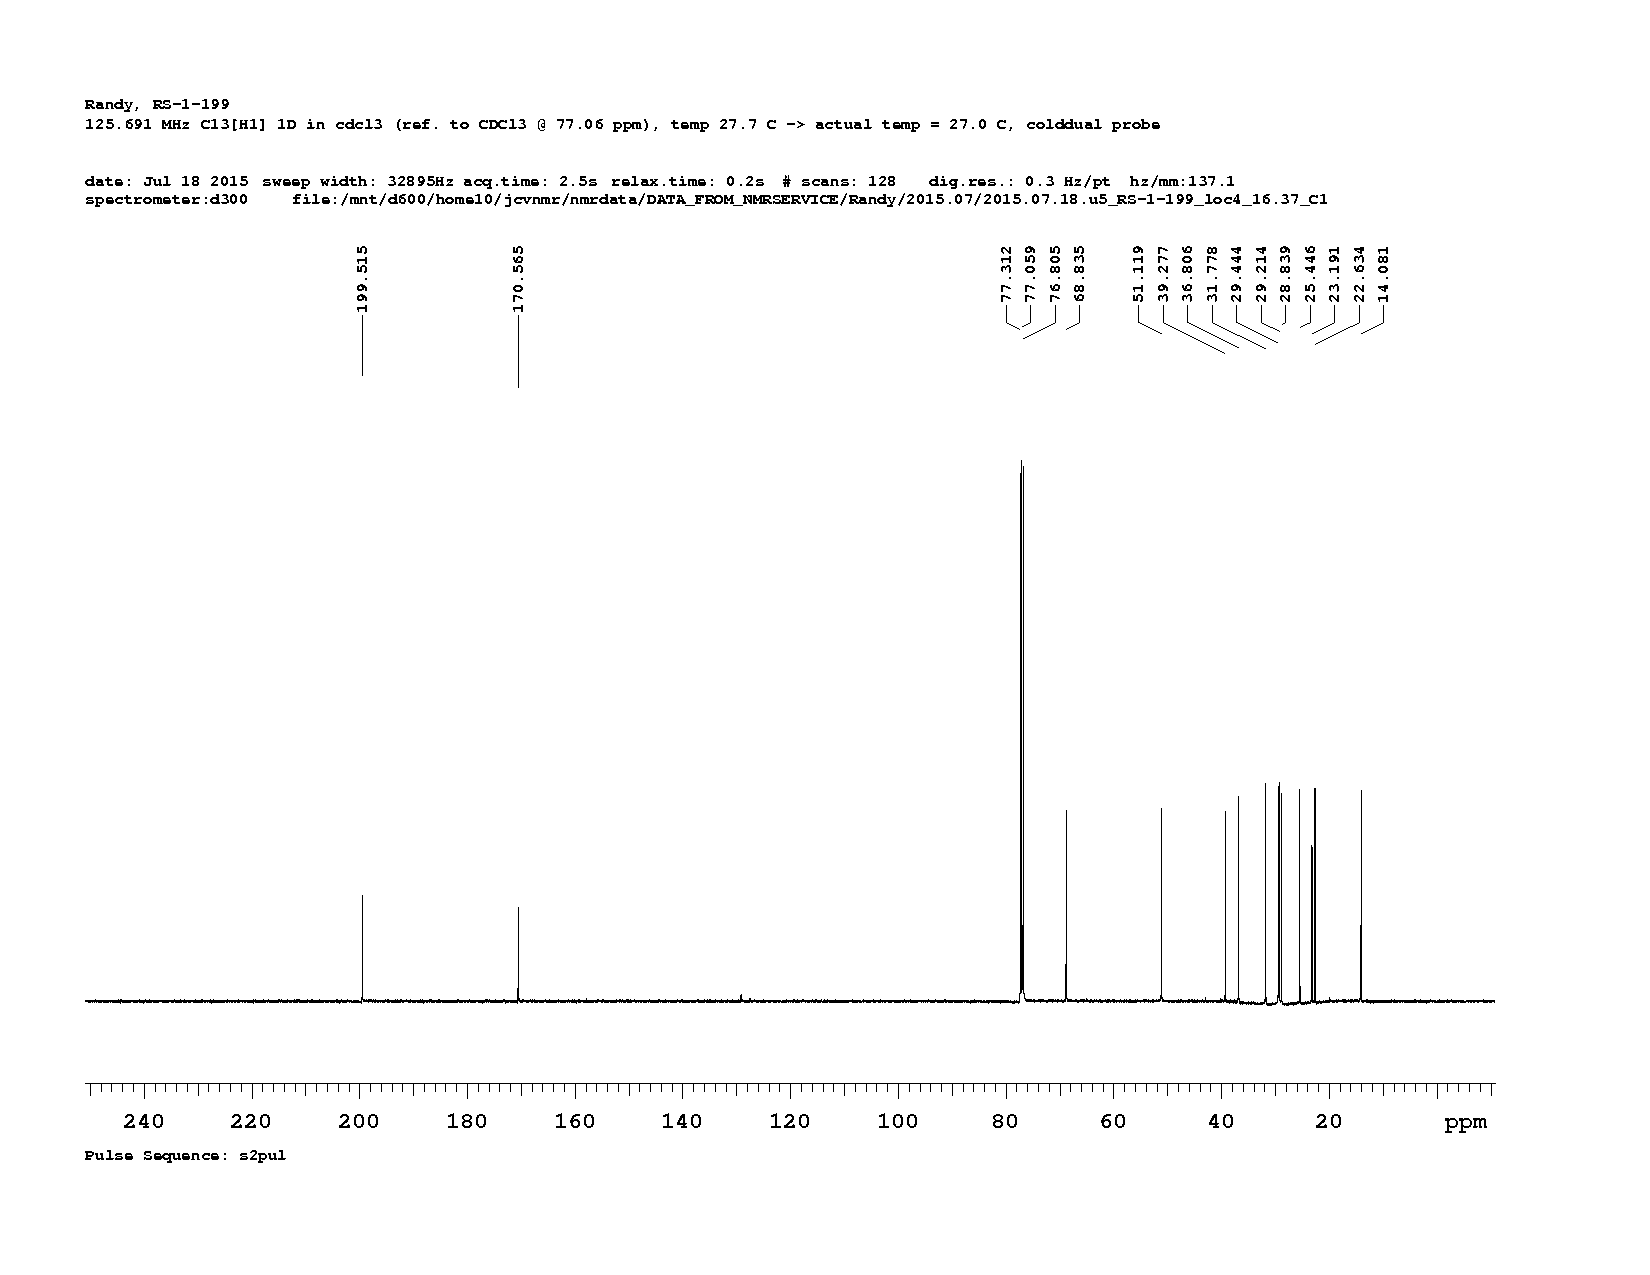 Randy, RS-1-199
125.691 MHz C13[H1] 1D in cdcl3 (ref. to CDCl3 @ 77.06 ppm), temp 27.7 C -> actual temp = 27.0 C, colddual probe
date: Jul 18 2015 sweep width: 32895Hz acq.time: 2.5s relax.time: 0.2s # scans: 128 dig.res.: 0.3 Hz/pt hz/mm:137.1
spectrometer:d300 file:/mnt/d600/home10/jcvnmr/nmrdata/DATA_FROM_NMRSERVICE/Randy/2015.07/2015.07.18.u5_RS-1-199_loc4_16.37_C1
199.515
170.565
77.312
77.059
76.805
68.835
51.119
39.277
36.806
31.778
29.444
29.214
28.839
25.446
23.191
22.634
14.081
240 220 200 180 160 140 120 100 80 60 40 20 ppm
Pulse Sequence: s2pul